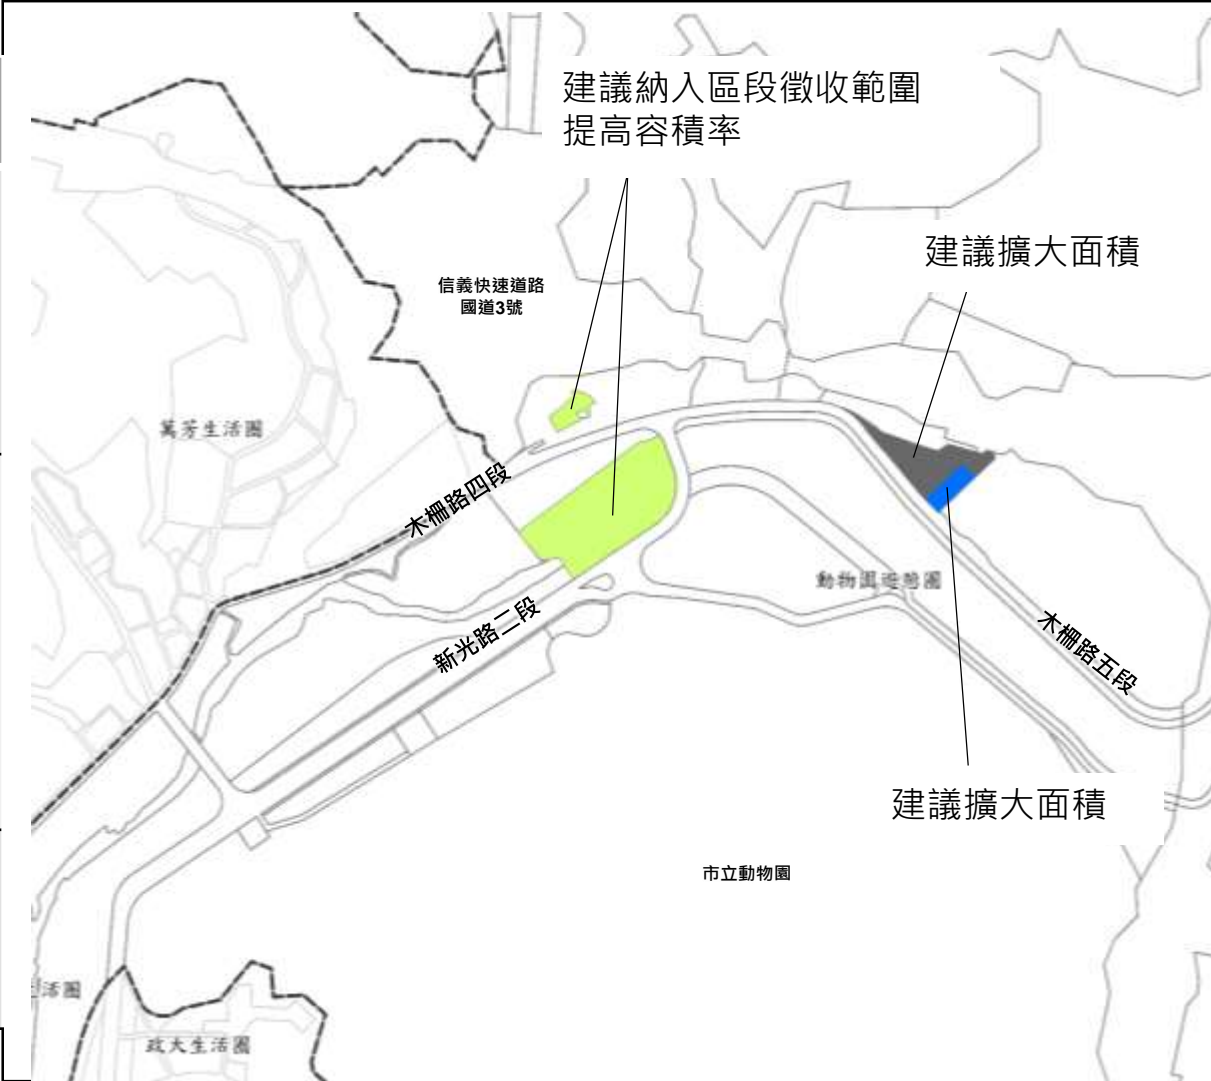 建議納入區段徵收範圍
提高容積率
建議擴大面積
信義快速道路
國道3號
萬芳生活圈
木柵路四段
動物園遊憩圈
新光路二段
木柵路五段
建議擴大面積
市立動物園
活圈
政大生活圈